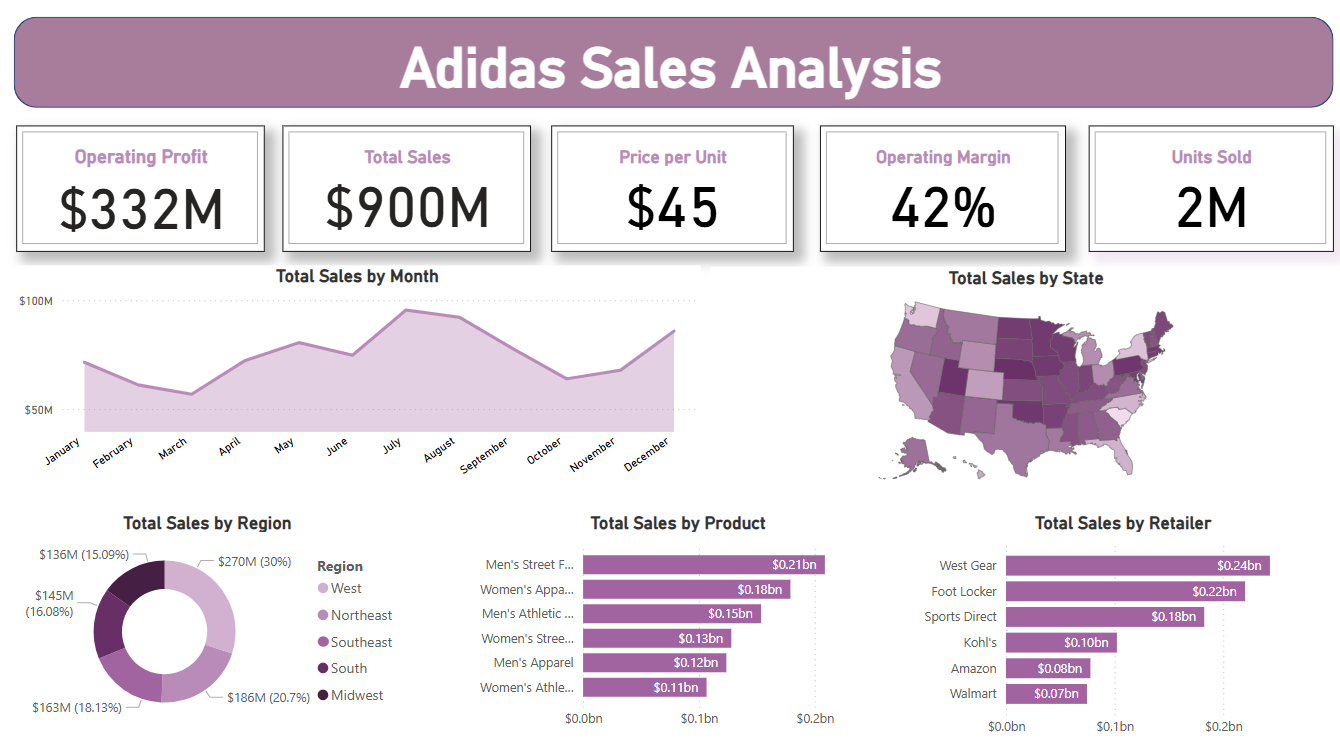 Adidas Sales Analysis
Operating Profit
$332M
Total Sales
$900M
Price per Unit
$45
Operating Margin
42%
Units Sold
2M
Total Sales by Month
$100M
$50M
January
February
March
April
May
June
July
August
September
October
November
December
Total Sales by State
Total Sales by Region
$136M (15.09%)
$270M (30%)
$145M
(16.08%)
$186M (20.7%)
$163M (18.13%)
Region
West
Northeast
Southeast
South
Midwest
Total Sales by Product
Men's Street F... $0.21bn
Women's Appa... $0.18bn
Men's Athletic ... $0.15bn
Women's Stree... $0.13bn
Men's Apparel $0.12bn
Women's Athle... $0.11bn
$0.0bn $0.1bn $0.2bn
Total Sales by Retailer
West Gear $0.24bn
Foot Locker $0.22bn
Sports Direct $0.18bn
Kohl's $0.10bn
Amazon $0.08bn
Walmart $0.07bn
$0.0bn $0.1bn $0.2bn